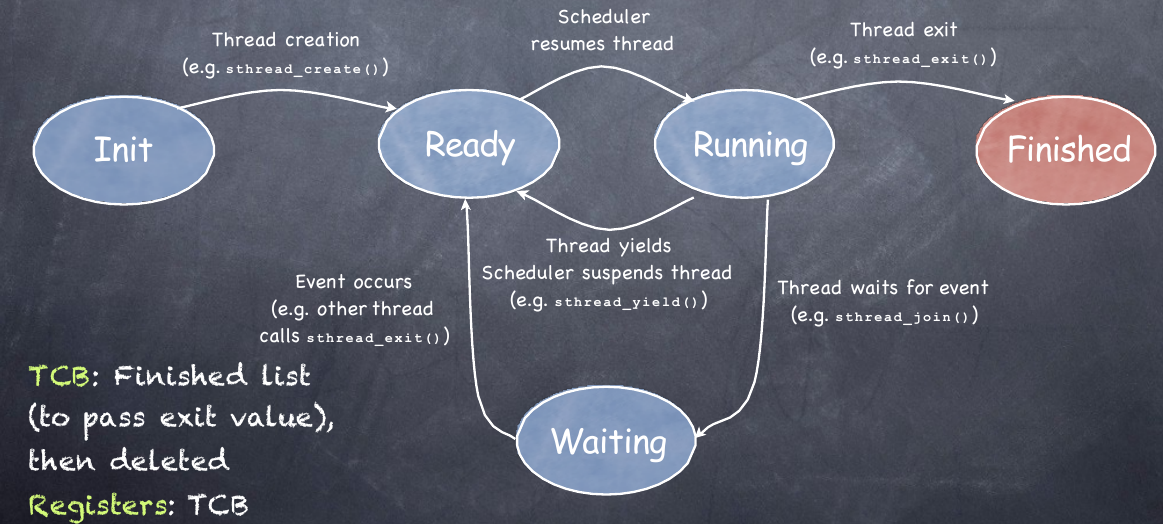 Thread creation
(e.g. sthread_create())
Scheduler
resumes thread
Thread exit
(e.g. sthread_exit())
Init
Ready
Running
Finished
Thread yields
Scheduler suspends thread
(e.g. sthread_yield())
Event occurs
(e.g. other thread
calls sthread_exit())
Thread waits for event
(e.g. sthread_join())
Waiting
TCB: Finished list
(to pass exit value),
then deleted
Registers: TCB